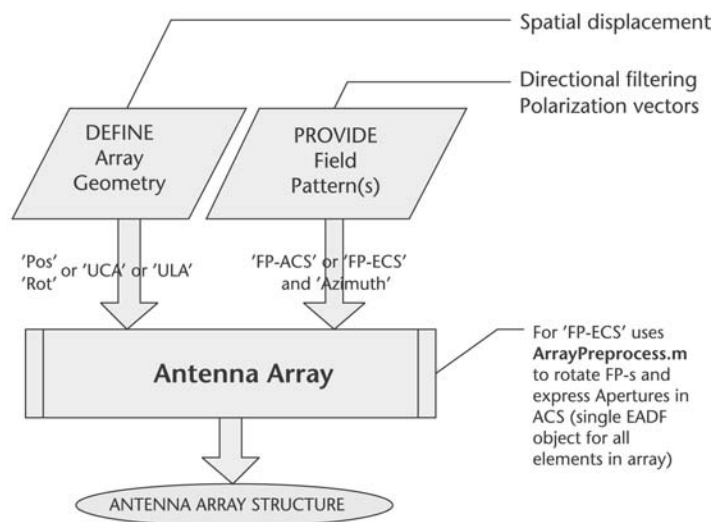 Spatial displacement
Directional filtering
Polarization vectors
DEFINE
Array
Geometry
PROVIDE
Field
Pattern(s)
'Pos'
'Rot' or 'UCA' or 'ULA'
'FP-ACS' or 'FP-ECS'
and 'Azimuth'
Antenna Array
For 'FP-ECS' uses
ArrayPreprocess.m
to rotate FP-s and
express Apertures in
ACS (single EADF
object for all
elements in array)
ANTENNA ARRAY STRUCTURE